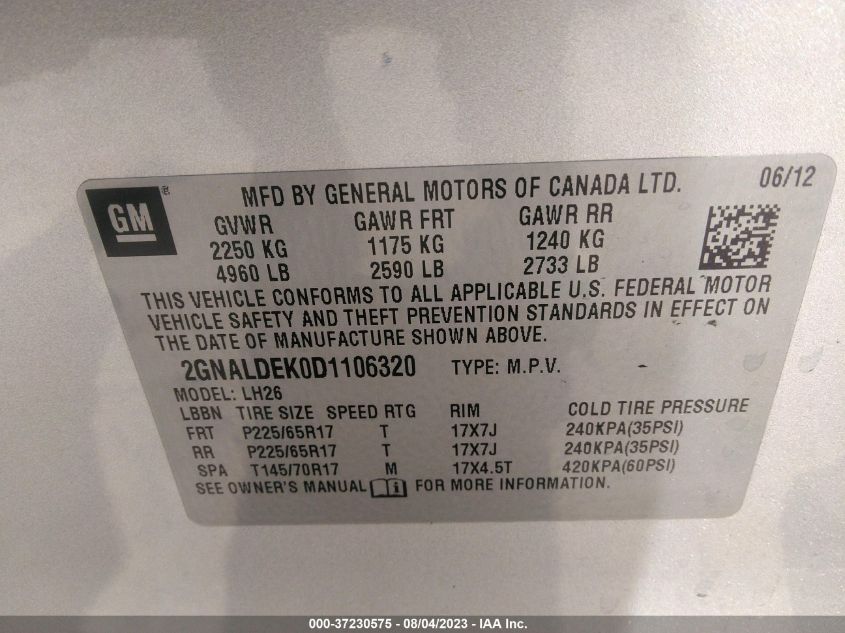 GM ®
MFD BY GENERAL MOTORS OF CANADA LTD. 06/12
GVWR GAWR FRT GAWR RR
2250 KG 1175 KG 1240 KG
4960 LB 2590 LB 2733 LB
THIS VEHICLE CONFORMS TO ALL APPLICABLE U.S. FEDERAL MOTOR
VEHICLE SAFETY AND THEFT PREVENTION STANDARDS IN EFFECT ON
THE DATE OF MANUFACTURE SHOWN ABOVE.
2GNALDEK0D1106320 TYPE: M.P.V.
MODEL: LH26
LBBN TIRE SIZE SPEED RTG RIM COLD TIRE PRESSURE
FRT P225/65R17 T 17X7J 240KPA(35PSI)
RR P225/65R17 T 17X7J 240KPA(35PSI)
SPA T145/70R17 M 17X4.5T 420KPA(60PSI)
SEE OWNER'S MANUAL FOR MORE INFORMATION.
000-37230575 - 08/04/2023 - IAA Inc.